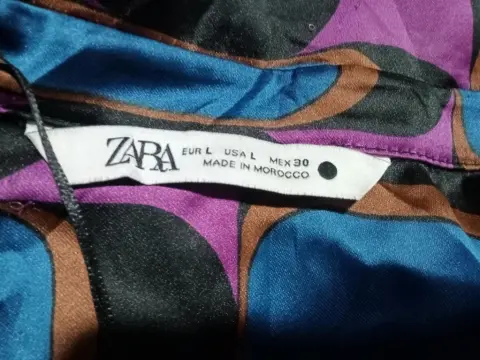 ZARA
EUR L USA L MEX 30
MADE IN MOROCCO